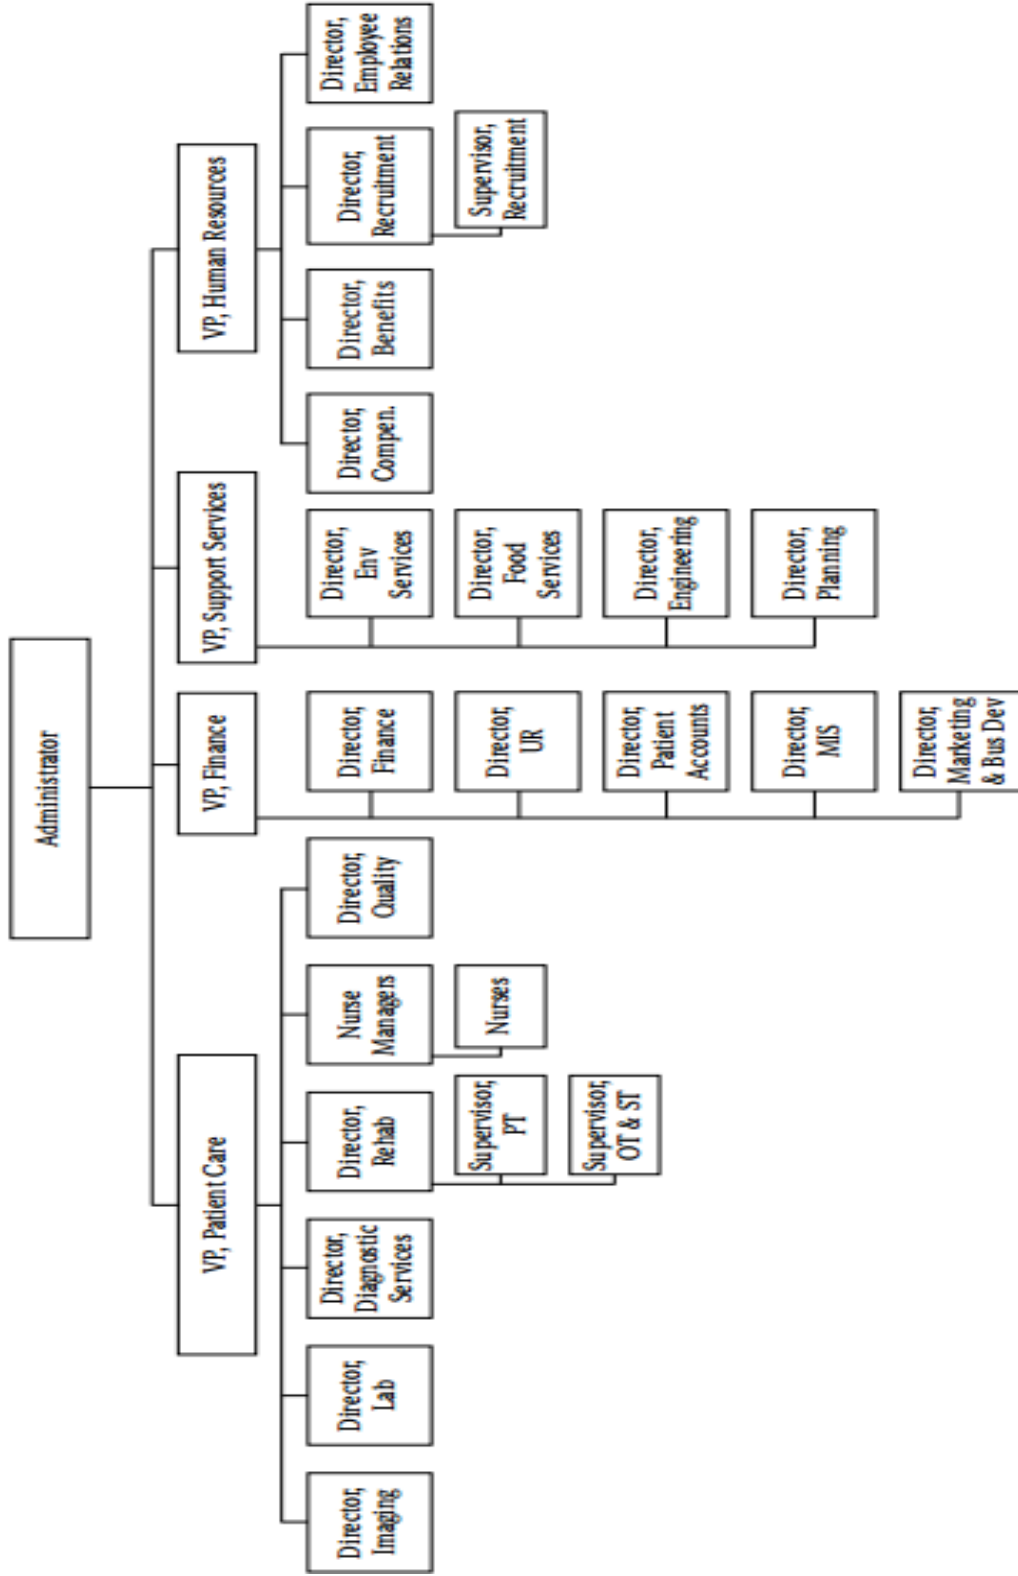 Administrator
VP, Patient Care
VP, Finance
VP, Support Services
VP, Human Resources
Director,
Imaging
Director,
Lab
Director,
Diagnostic
Services
Director,
Rehab
Supervisor,
PT
Supervisor,
OT & ST
Nurse
Managers
Nurses
Director,
Quality
Director,
Finance
Director,
UR
Director,
Patient
Accounts
Director,
MIS
Director,
Marketing
& Bus Dev
Director,
Env
Services
Director,
Food
Services
Director,
Engineering
Director,
Planning
Director,
Compen.
Director,
Benefits
Director,
Recruitment
Supervisor,
Recruitment
Director,
Employee
Relations